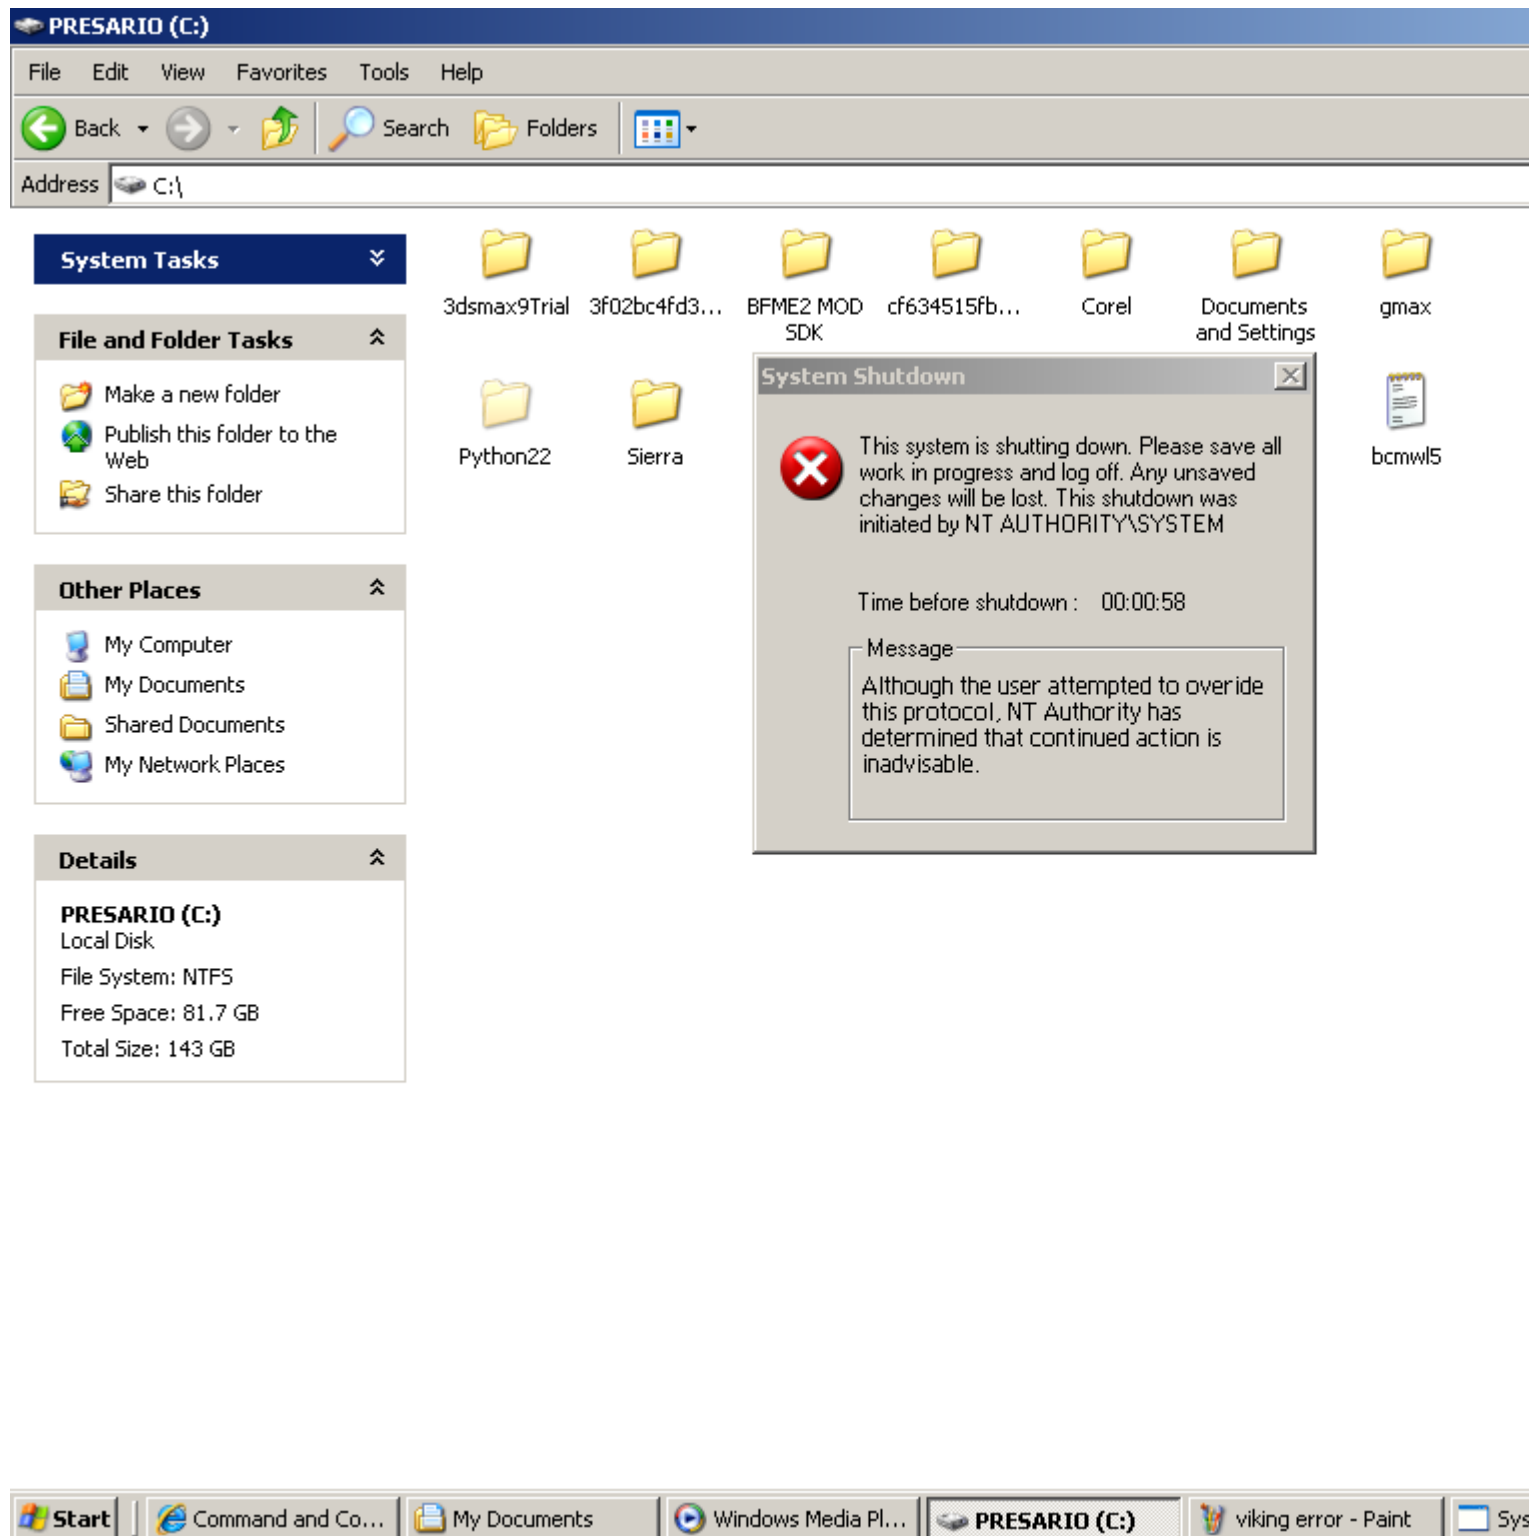 PRESARIO (C:)
File Edit View Favorites Tools Help
Back Search Folders
Address C:\
System Tasks
File and Folder Tasks
Make a new folder
Publish this folder to the
Web
Share this folder
Other Places
My Computer
My Documents
Shared Documents
My Network Places
Details
PRESARIO (C:)
Local Disk
File System: NTFS
Free Space: 81.7 GB
Total Size: 143 GB
3dsmax9Trial 3f02bc4fd3... BFME2 MOD cf634515fb... Corel Documents gmax
SDK and Settings
Python22 Sierra bcmwl5
System Shutdown
This system is shutting down. Please save all
work in progress and log off. Any unsaved
changes will be lost. This shutdown was
initiated by NT AUTHORITY\SYSTEM
Time before shutdown : 00:00:58
Message
Although the user attempted to overide
this protocol, NT Authority has
determined that continued action is
inadvisable.
Start Command and Co... My Documents Windows Media Pl... PRESARIO (C:) viking error - Paint Sys